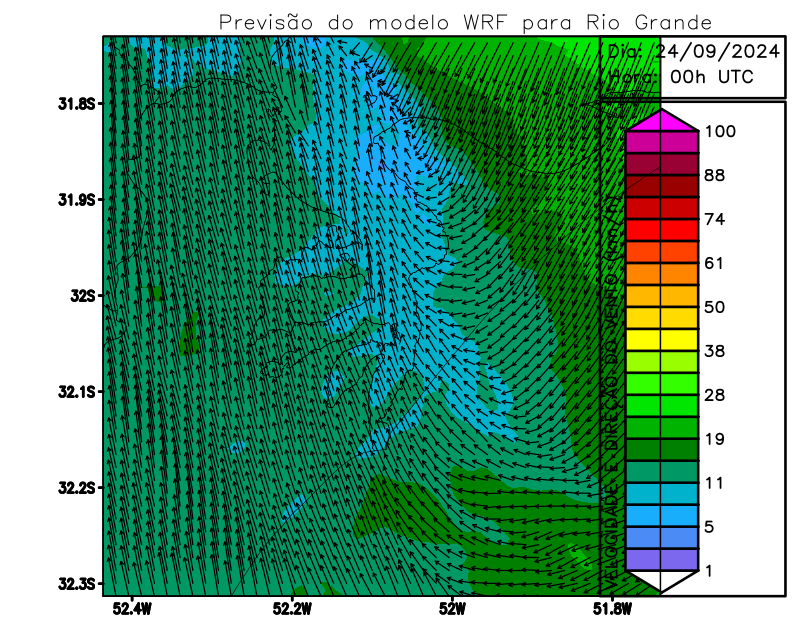 Previsão do modelo WRF para Rio Grande
Dia: 24/09/2024
Hora: 00h UTC
31.8S
31.9S
32S
32.1S
32.2S
32.3S
52.4W
52.2W
52W
51.8W
VELOCIDADE E DIREÇÃO DO VENTO
100
88
74
61
50
38
28
19
11
5
1